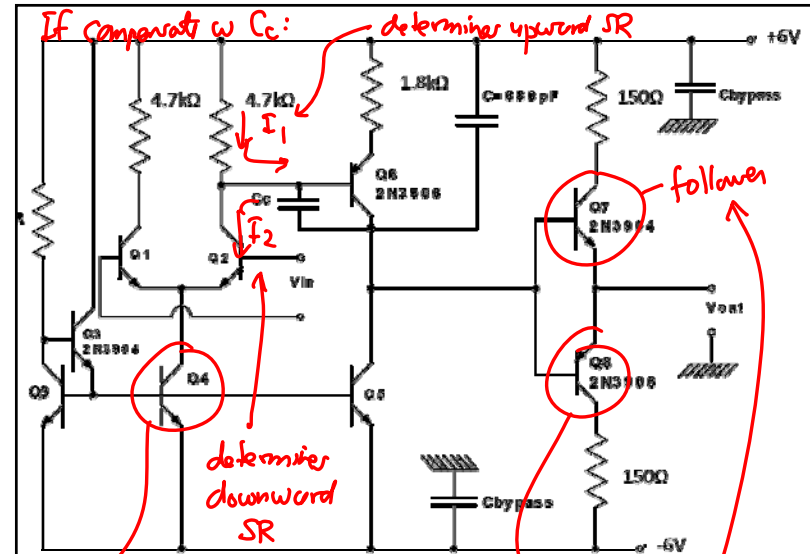 If compensate w Cc: determines upward SR
+6V
4.7kΩ
4.7kΩ
1.8kΩ
C=680pF
150Ω
Cbypass
I1
Q6
2N3906
Cc
follower
Q7
2N3904
I2
Q1
Q2
Vin
Vout
Q3
2N3904
Q8
2N3906
Q9
Q4
Q5
determines
downward
SR
150Ω
Cbypass
-6V